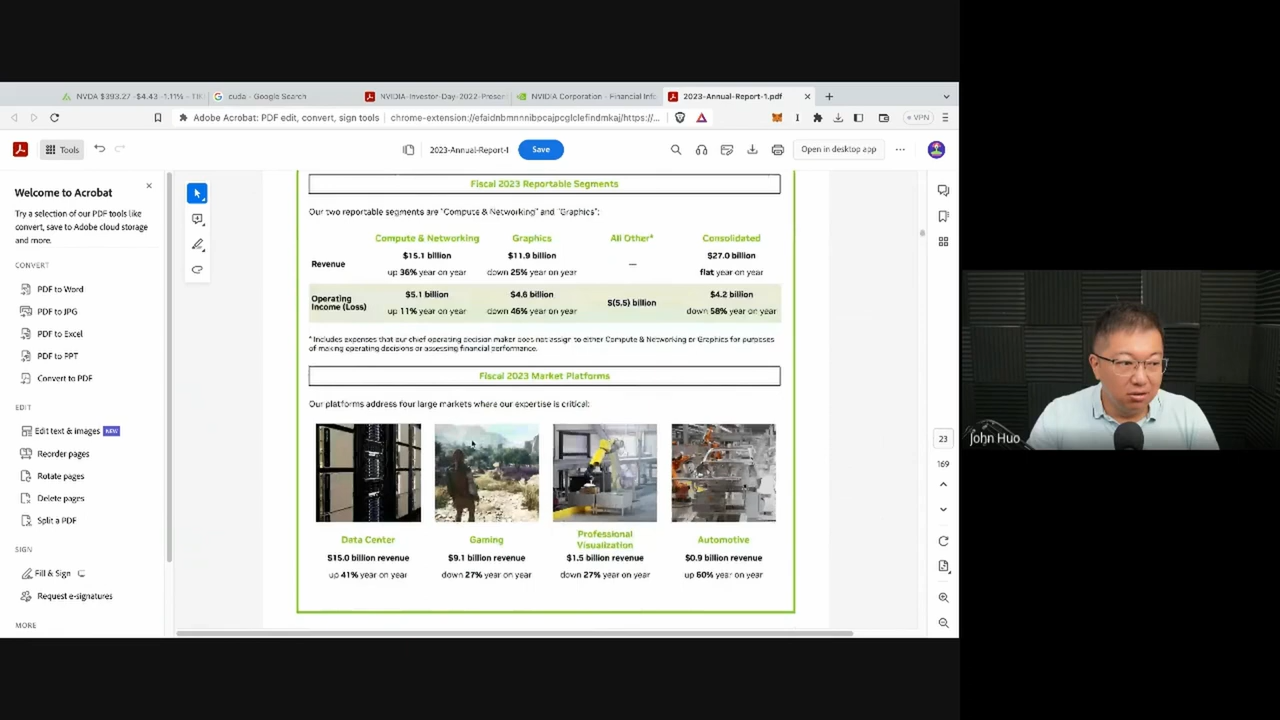 NVDA $393.27 -$4.43 -1.11% -
cuda - Google Search
NVIDIA-Investor-Day-2022-Present
NVIDIA Corporation - Financial Info
2023-Annual-Report-1.pdf
Adobe Acrobat: PDF edit, convert, sign tools
VPN
Tools
2023-Annual-Report-1
Save
Open in desktop app
Welcome to Acrobat
Try a selection of our PDF tools like
convert, save to Adobe cloud storage
and more.
CONVERT
PDF to Word
PDF to JPG
PDF to Excel
PDF to PPT
Convert to PDF
EDIT
Edit text & images NEW
Reorder pages
Rotate pages
Delete pages
Split a PDF
SIGN
Fill & Sign
Request e-signatures
MORE
Fiscal 2023 Reportable Segments
Our two reportable segments are "Compute & Networking" and "Graphics":
Compute & Networking Graphics All Other* Consolidated
Revenue
$15.1 billion $11.9 billion — $27.0 billion
up 36% year on year down 25% year on year flat year on year
Operating
Income (Loss)
$5.1 billion $4.6 billion $(5.5) billion $4.2 billion
up 11% year on year down 46% year on year down 58% year on year
* Includes expenses that our chief operating decision maker does not assign to either Compute & Networking or Graphics for purposes
of making operating decisions or assessing financial performance.
Fiscal 2023 Market Platforms
Our platforms address four large markets where our expertise is critical:
Data Center Gaming Professional
Visualization Automotive
$15.0 billion revenue $9.1 billion revenue $1.5 billion revenue $0.9 billion revenue
up 41% year on year down 27% year on year down 27% year on year up 60% year on year
23
169
John Huo